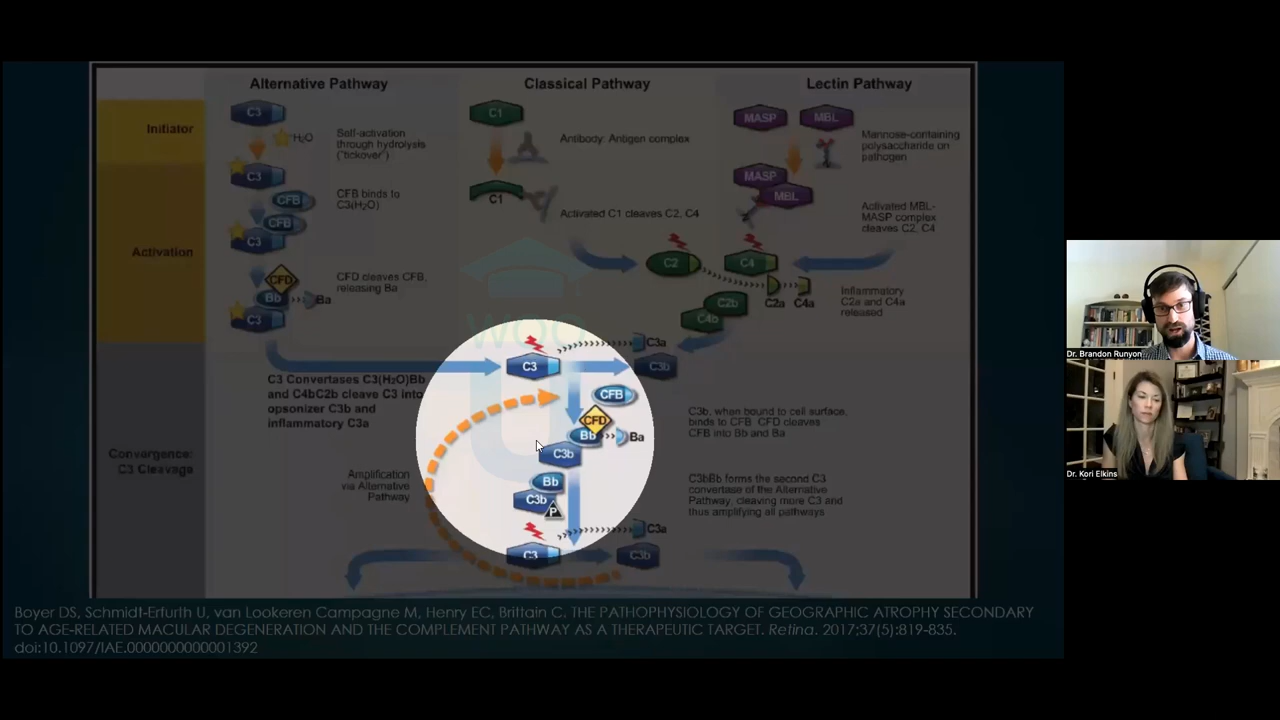 Alternative Pathway
Classical Pathway
Lectin Pathway
Initiator
C3
H₂O
Self-activation
through hydrolysis
("tickover")
C1
Antibody: Antigen complex
MASP
MBL
Mannose-containing
polysaccharide on
pathogen
Activation
C3
CFB
CFB binds to
C3(H₂O)
CFB
C3
C1
Activated C1 cleaves C2, C4
MASP
MBL
Activated MBL-
MASP complex
cleaves C2, C4
CFD
Bb
Ba
C3
CFD cleaves CFB,
releasing Ba
C2
C4
C2b
C4b
C2a
C4a
Inflammatory
C2a and C4a
released
WOO
Convergence:
C3 Cleavage
C3
C3a
C3b
C3 Convertases C3(H₂O)Bb
and C4bC2b cleave C3 into
opsonizer C3b and
inflammatory C3a
CFB
CFD
Bb
Ba
C3b
C3b, when bound to cell surface,
binds to CFB. CFD cleaves
CFB into Bb and Ba
Amplification
via Alternative
Pathway
Bb
C3b
P
C3bBb forms the second C3
convertase of the Alternative
Pathway, cleaving more C3 and
thus amplifying all pathways
C3
C3a
C3b
Boyer DS, Schmidt-Erfurth U, van Lookeren Campagne M, Henry EC, Brittain C. THE PATHOPHYSIOLOGY OF GEOGRAPHIC ATROPHY SECONDARY
TO AGE-RELATED MACULAR DEGENERATION AND THE COMPLEMENT PATHWAY AS A THERAPEUTIC TARGET. Retina. 2017;37(5):819-835.
doi:10.1097/IAE.0000000000001392
Dr. Brandon Runyon
Dr. Kori Elkins